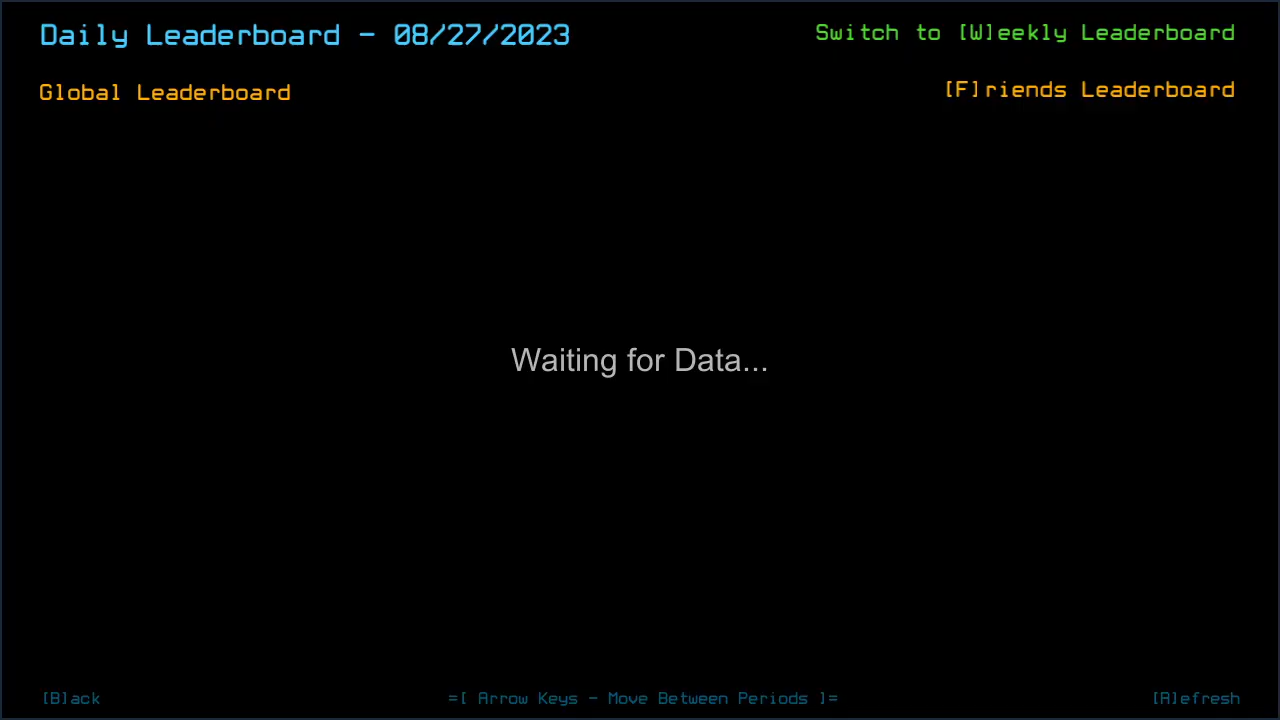 Daily Leaderboard - 08/27/2023
Switch to [W]eekly Leaderboard
Global Leaderboard
[F]riends Leaderboard
Waiting for Data...
[B]ack
=[ Arrow Keys - Move Between Periods ]=
[R]efresh